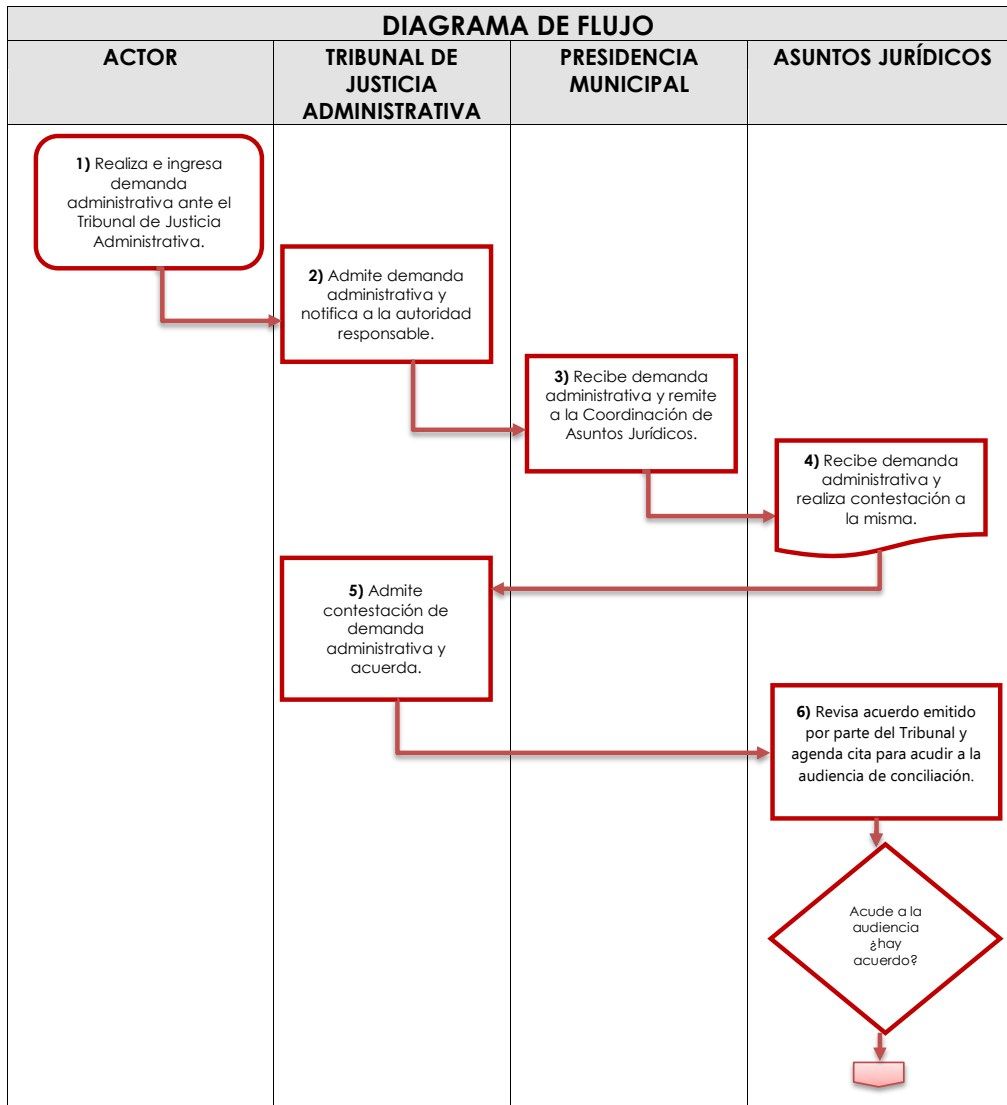 DIAGRAMA DE FLUJO
ACTOR
TRIBUNAL DE
JUSTICIA
ADMINISTRATIVA
PRESIDENCIA
MUNICIPAL
ASUNTOS JURÍDICOS
1) Realiza e ingresa
demanda
administrativa ante el
Tribunal de Justicia
Administrativa.
2) Admite demanda
administrativa y
notifica a la autoridad
responsable.
3) Recibe demanda
administrativa y remite
a la Coordinación de
Asuntos Jurídicos.
4) Recibe demanda
administrativa y
realiza contestación a
la misma.
5) Admite
contestación de
demanda
administrativa y
acuerda.
6) Revisa acuerdo emitido
por parte del Tribunal y
agenda cita para acudir a la
audiencia de conciliación.
Acude a la
audiencia
¿hay
acuerdo?